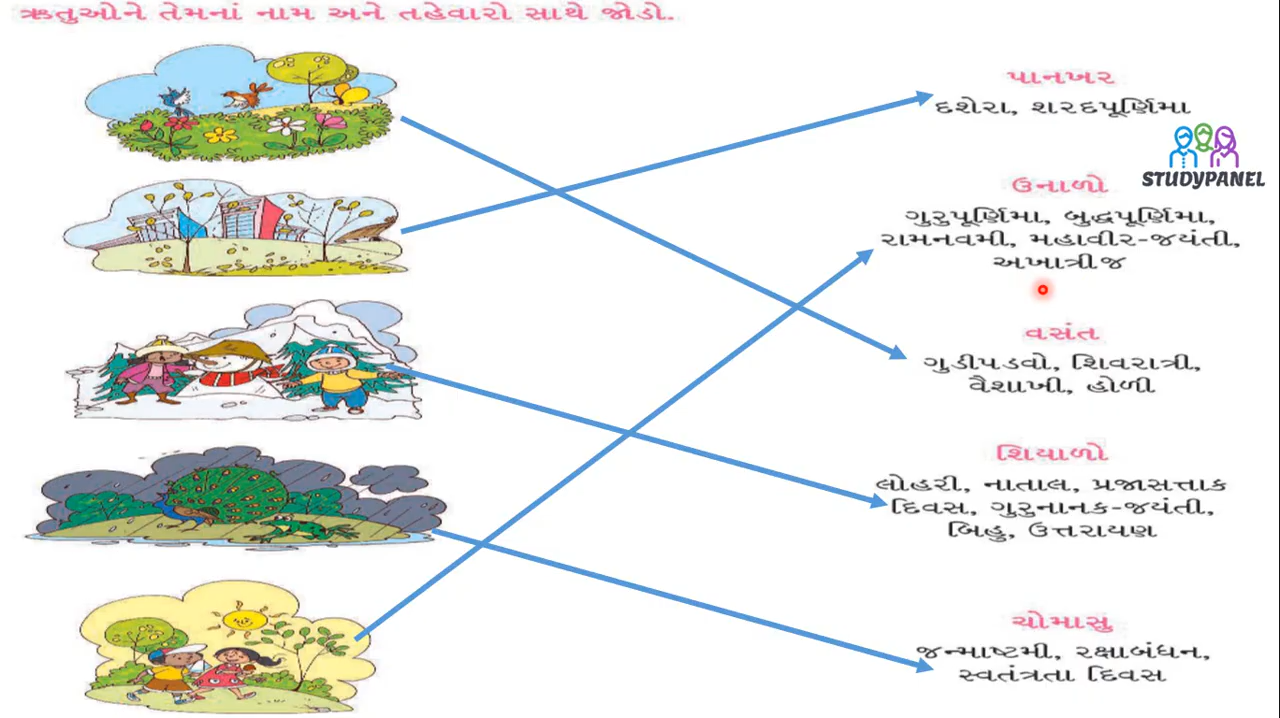 ઋતુઓને તેમનાં નામ અને તહેવારો સાથે જોડો.
પાનખર
દશેરા, શરદપૂર્ણિમા
STUDYPANEL
ઉનાળો
ગુરુપૂર્ણિમા, બુદ્ધપૂર્ણિમા,
રામનવમી, મહાવીર-જયંતી,
અખાત્રીજ
વસંત
ગુડીપડવો, શિવરાત્રી,
વૈશાખી, હોળી
શિયાળો
લોહરી, નાતાલ, પ્રજાસત્તાક
દિવસ, ગુરુનાનક-જયંતી,
બિહુ, ઉત્તરાયણ
ચોમાસુ
જન્માષ્ટમી, રક્ષાબંધન,
સ્વતંત્રતા દિવસ